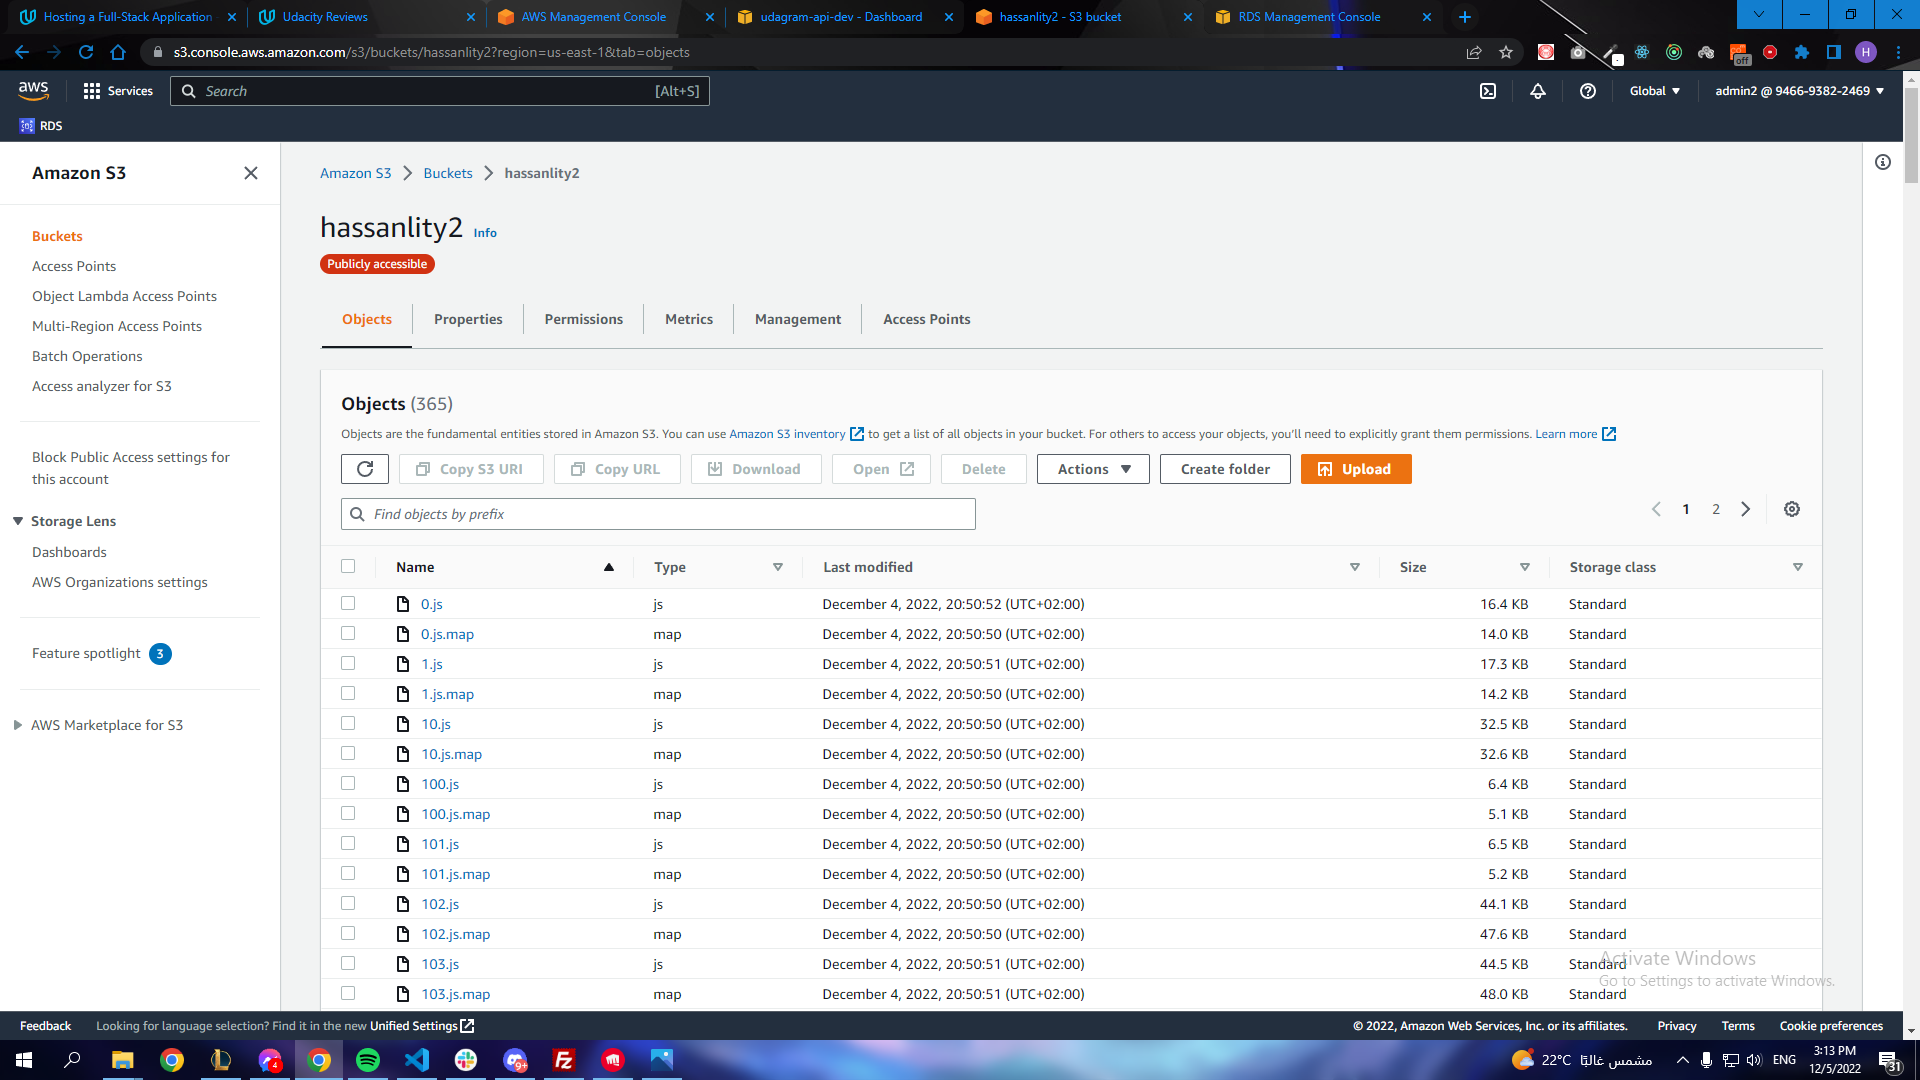 Hosting a Full-Stack Application
Udacity Reviews
AWS Management Console
udagram-api-dev - Dashboard
hassanlity2 - S3 bucket
RDS Management Console
s3.console.aws.amazon.com/s3/buckets/hassanlity2?region=us-east-1&tab=objects
off
H
aws
Services
Search
[Alt+S]
Global
admin2 @ 9466-9382-2469
RDS
Amazon S3
Buckets
Access Points
Object Lambda Access Points
Multi-Region Access Points
Batch Operations
Access analyzer for S3
Block Public Access settings for
this account
Storage Lens
Dashboards
AWS Organizations settings
Feature spotlight 3
AWS Marketplace for S3
Amazon S3 > Buckets > hassanlity2
hassanlity2 Info
Publicly accessible
Objects
Properties
Permissions
Metrics
Management
Access Points
Objects (365)
Objects are the fundamental entities stored in Amazon S3. You can use Amazon S3 inventory to get a list of all objects in your bucket. For others to access your objects, you'll need to explicitly grant them permissions. Learn more
Copy S3 URI
Copy URL
Download
Open
Delete
Actions
Create folder
Upload
Find objects by prefix
1 2
Name Type Last modified Size Storage class
0.js js December 4, 2022, 20:50:52 (UTC+02:00) 16.4 KB Standard
0.js.map map December 4, 2022, 20:50:50 (UTC+02:00) 14.0 KB Standard
1.js js December 4, 2022, 20:50:51 (UTC+02:00) 17.3 KB Standard
1.js.map map December 4, 2022, 20:50:50 (UTC+02:00) 14.2 KB Standard
10.js js December 4, 2022, 20:50:50 (UTC+02:00) 32.5 KB Standard
10.js.map map December 4, 2022, 20:50:50 (UTC+02:00) 32.6 KB Standard
100.js js December 4, 2022, 20:50:50 (UTC+02:00) 6.4 KB Standard
100.js.map map December 4, 2022, 20:50:50 (UTC+02:00) 5.1 KB Standard
101.js js December 4, 2022, 20:50:50 (UTC+02:00) 6.5 KB Standard
101.js.map map December 4, 2022, 20:50:50 (UTC+02:00) 5.2 KB Standard
102.js js December 4, 2022, 20:50:50 (UTC+02:00) 44.1 KB Standard
102.js.map map December 4, 2022, 20:50:50 (UTC+02:00) 47.6 KB Standard
103.js js December 4, 2022, 20:50:51 (UTC+02:00) 44.5 KB Standard
103.js.map map December 4, 2022, 20:50:51 (UTC+02:00) 48.0 KB Standard
Activate Windows
Go to Settings to activate Windows.
Feedback
Looking for language selection? Find it in the new Unified Settings
© 2022, Amazon Web Services, Inc. or its affiliates.
Privacy
Terms
Cookie preferences
4
9+
Fz
22°C مشمس غالبًا
ENG
3:13 PM
12/5/2022
31